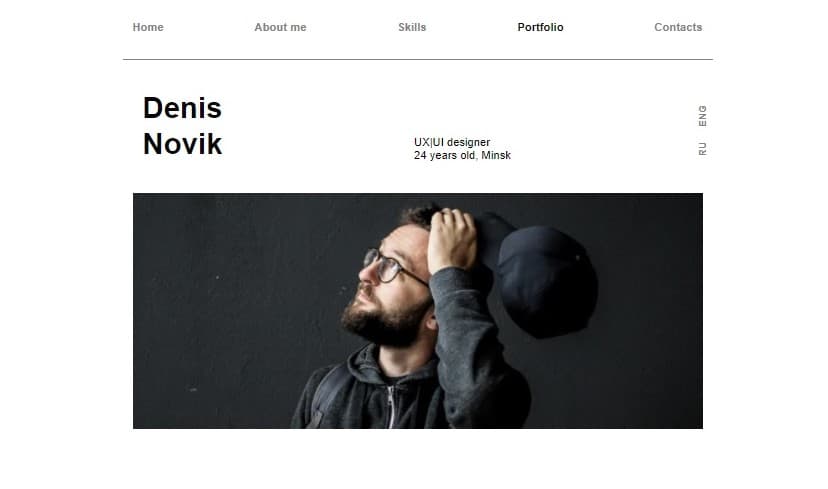 Home
About me
Skills
Portfolio
Contacts
Denis
Novik
UX|UI designer
24 years old, Minsk
RU
ENG